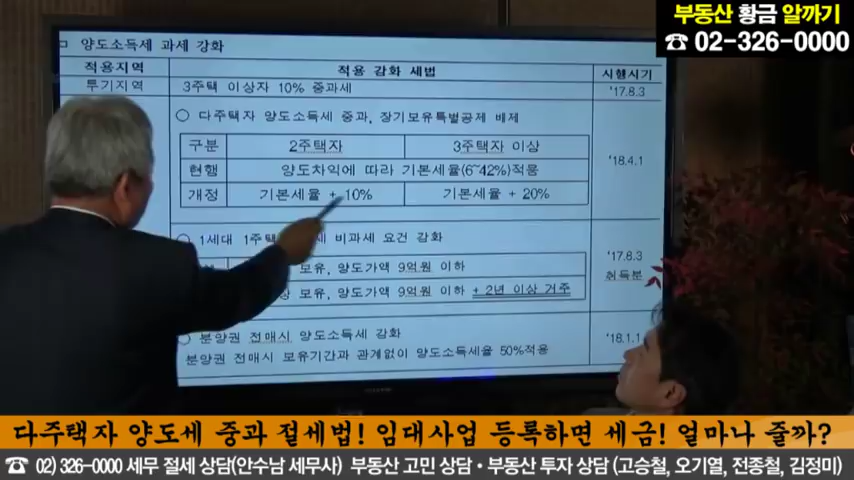 부동산 황금 알까기
☎ 02-326-0000
□ 양도소득세 과세 강화
적용지역 적용 강화 세법 시행시기
투기지역 3주택 이상자 10% 중과세 '17.8.3
○ 다주택자 양도소득세 중과, 장기보유특별공제 배제
구분 2주택자 3주택자 이상
현행 양도차익에 따라 기본세율(6~42%)적용 '18.4.1
개정 기본세율 + 10% 기본세율 + 20%
○ 1세대 1주택 비과세 요건 강화
'17.8.3
보유, 양도가액 9억원 이하 취득분
보유, 양도가액 9억원 이하 + 2년 이상 거주
○ 분양권 전매시 양도소득세 강화 '18.1.1
분양권 전매시 보유기간과 관계없이 양도소득세율 50%적용
다주택자 양도세 중과 절세법! 임대사업 등록하면 세금! 얼마나 줄까?
☎ 02) 326-0000 세무 절세 상담(안수남 세무사) 부동산 고민 상담·부동산 투자 상담 (고승철, 오기열, 전종철, 김정미)